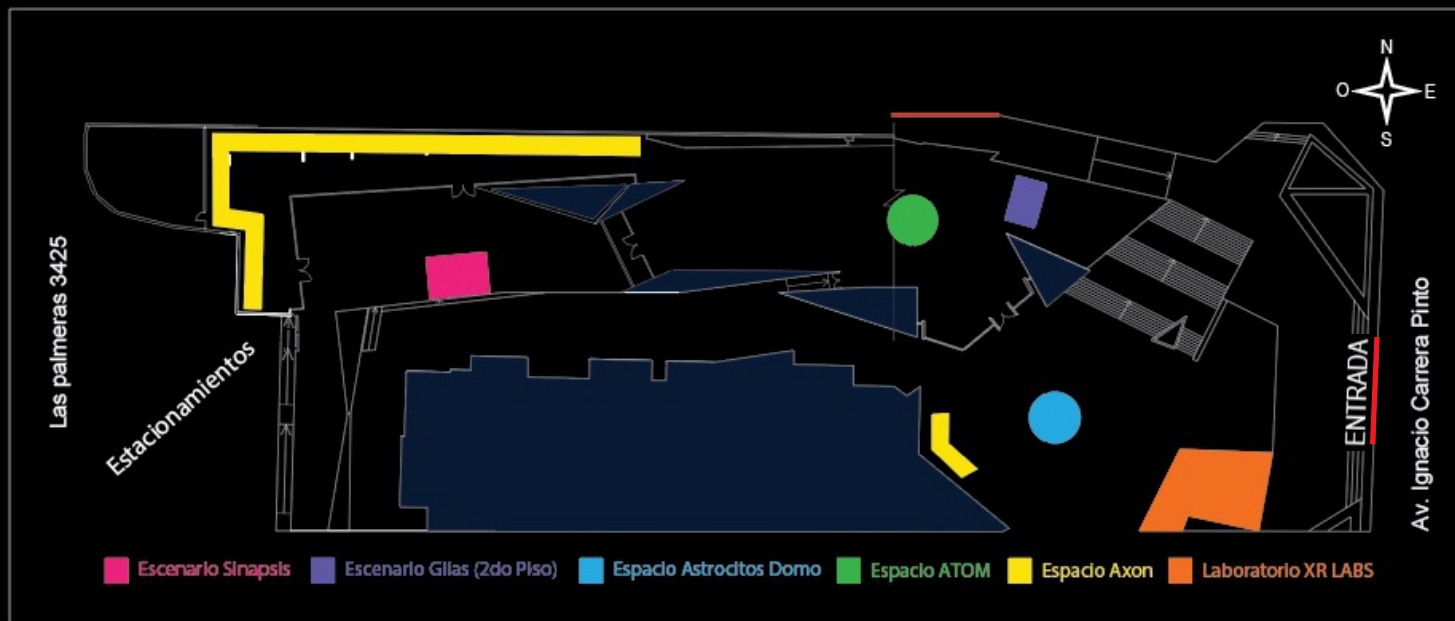 N
O E
S
Las palmeras 3425
Estacionamientos
ENTRADA
Av. Ignacio Carrera Pinto
Escenario Sinapsis
Escenario Glias (2do Piso)
Espacio Astrocitos Domo
Espacio ATOM
Espacio Axon
Laboratorio XR LABS